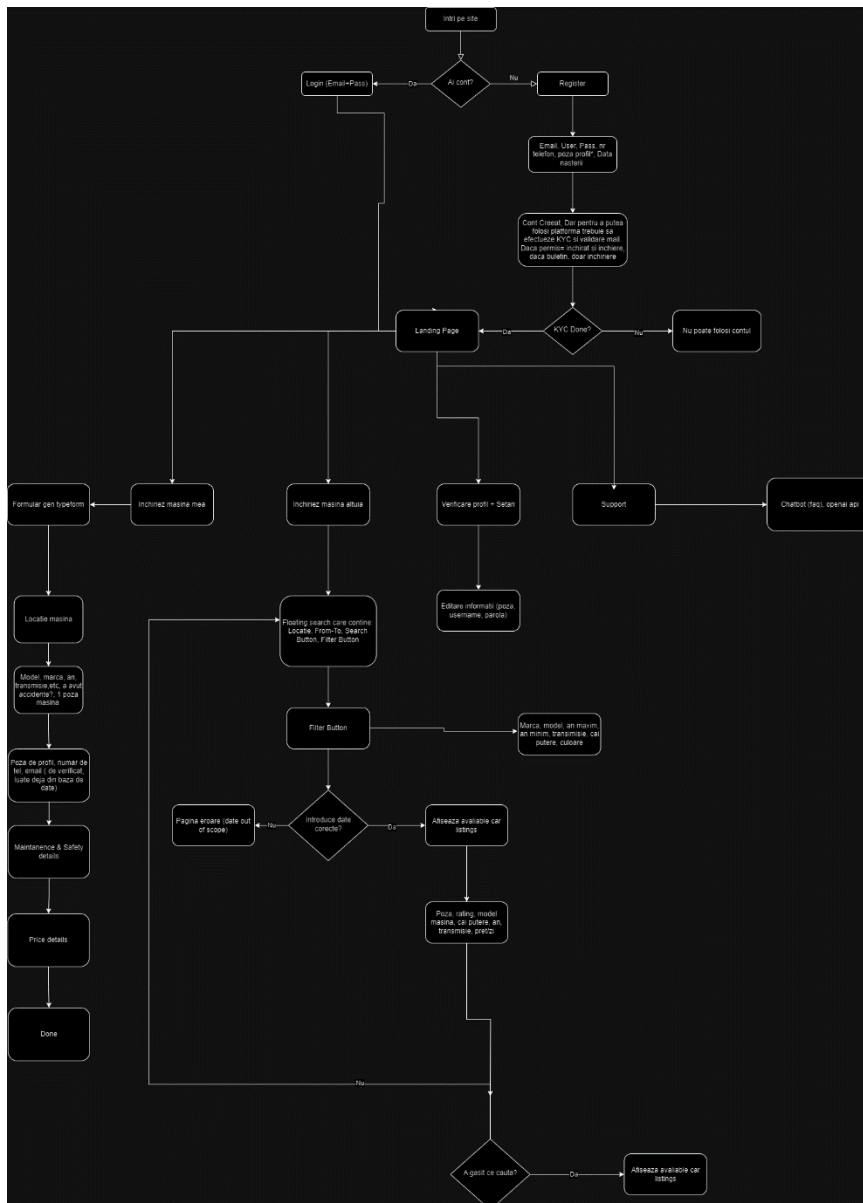 Intri pe site
Ai cont?
Da
Nu
Login (Email+Pass)
Register
Email, User, Pass, nr
telefon, poza profil*, Data
nasterii
Cont Creeat, Dar pentru a putea
folosi platforma trebuie sa
efectueze KYC si validare mail.
Daca permis= inchirat si inchiere,
daca buletin, doar inchiriere
Landing Page
Da
KYC Done?
Nu
Nu poate folosi contul
Formular gen typeform
Inchiriez masina mea
Inchiriez masina altuia
Verificare profil + Setari
Support
Chatbot (faq), openai api
Locatie masina
Floating search care contine:
Locatie, From-To, Search
Button, Filter Button
Editare informatii (poza,
username, parola)
Model, marca, an,
transmisie,etc, a avut
accidente?; 1 poza
masina
Filter Button
Marca, model, an maxim,
an minim, transimisie, cai
putere, culoare
Poza de profil, numar de
tel, email ( de verificat,
luate deja din baza de
date)
Pagina eroare (date out of
scope)
Nu
Introduce date
corecte?
Da
Afiseaza avaliable car
listings
Maintanence & Safety
details
Poza, rating, model
masina, cai putere, an,
transmisie, pret/zi
Price details
Done
Nu
A gasit ce cauta?
Da
Afiseaza avaliable car
listings